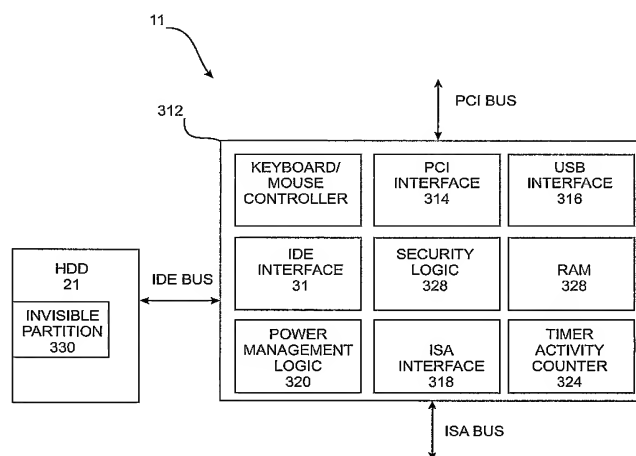 11
PCI BUS
312
KEYBOARD/
MOUSE
CONTROLLER
PCI
INTERFACE
314
USB
INTERFACE
316
HDD
21
IDE BUS
IDE
INTERFACE
31
SECURITY
LOGIC
328
RAM
328
INVISIBLE
PARTITION
330
POWER
MANAGEMENT
LOGIC
320
ISA
INTERFACE
318
TIMER
ACTIVITY
COUNTER
324
ISA BUS